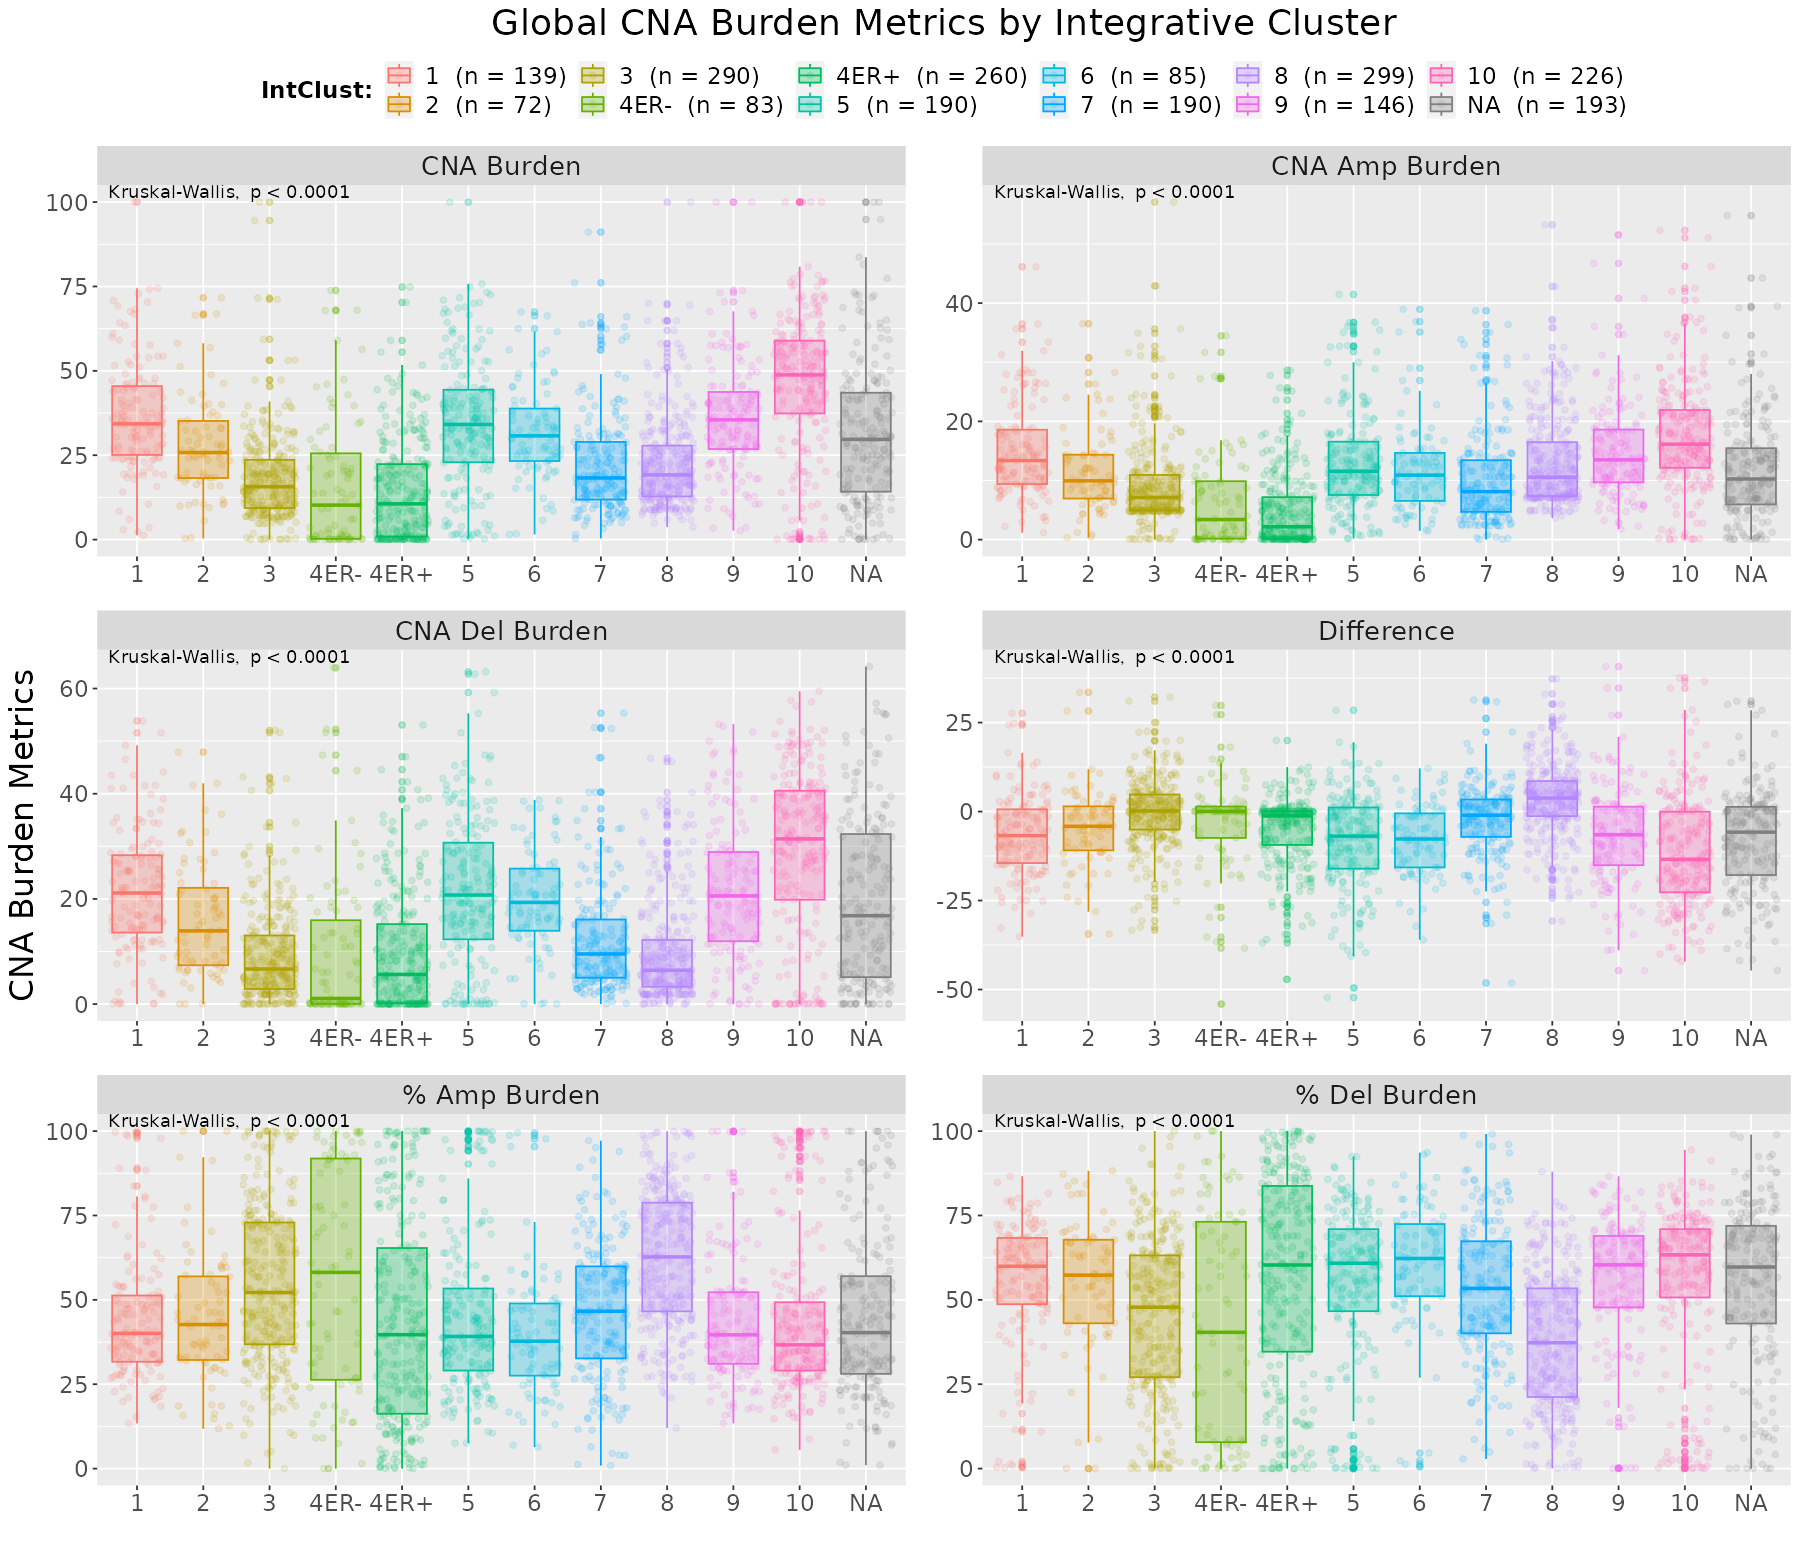 Global CNA Burden Metrics by Integrative Cluster
IntClust: 1 (n = 139) 3 (n = 290) 4ER+ (n = 260) 6 (n = 85) 8 (n = 299) 10 (n = 226)
2 (n = 72) 4ER- (n = 83) 5 (n = 190) 7 (n = 190) 9 (n = 146) NA (n = 193)
CNA Burden Metrics
CNA Burden
Kruskal-Wallis, p < 0.0001
100
75
50
25
0
1 2 3 4ER- 4ER+ 5 6 7 8 9 10 NA
CNA Amp Burden
Kruskal-Wallis, p < 0.0001
40
20
0
1 2 3 4ER- 4ER+ 5 6 7 8 9 10 NA
CNA Del Burden
Kruskal-Wallis, p < 0.0001
60
40
20
0
1 2 3 4ER- 4ER+ 5 6 7 8 9 10 NA
Difference
Kruskal-Wallis, p < 0.0001
25
0
-25
-50
1 2 3 4ER- 4ER+ 5 6 7 8 9 10 NA
% Amp Burden
Kruskal-Wallis, p < 0.0001
100
75
50
25
0
1 2 3 4ER- 4ER+ 5 6 7 8 9 10 NA
% Del Burden
Kruskal-Wallis, p < 0.0001
100
75
50
25
0
1 2 3 4ER- 4ER+ 5 6 7 8 9 10 NA